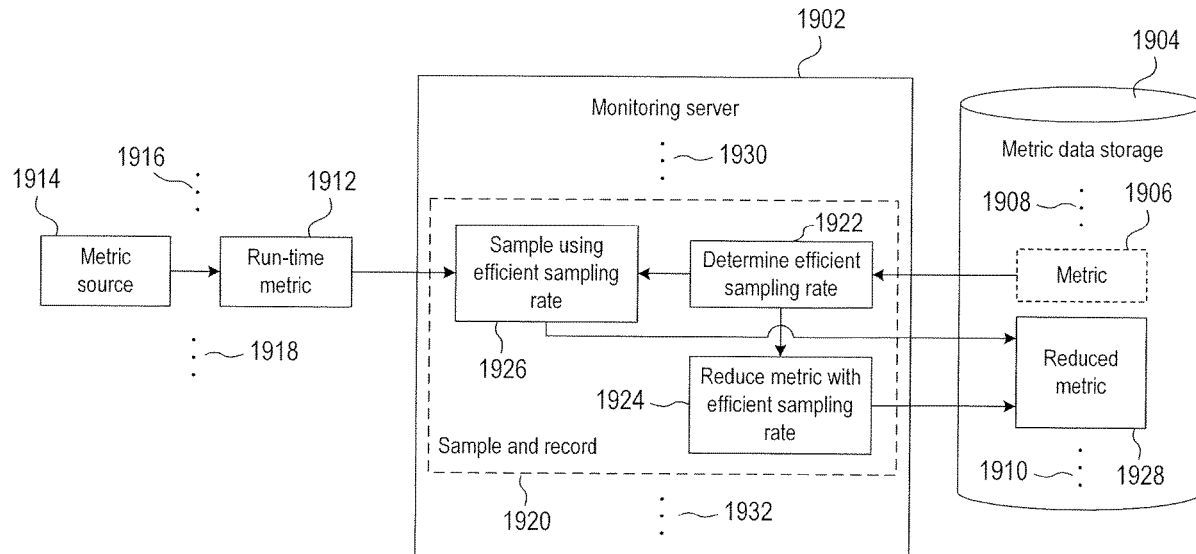 1902
1904
Monitoring server
1930
Metric data storage
1916
1914
1912
1908
1906
1922
Metric
source
Run-time
metric
Sample using
efficient sampling
rate
Determine efficient
sampling rate
Metric
1918
1926
1924
Reduce metric with
efficient sampling
rate
Reduced
metric
Sample and record
1910
1928
1920
1932